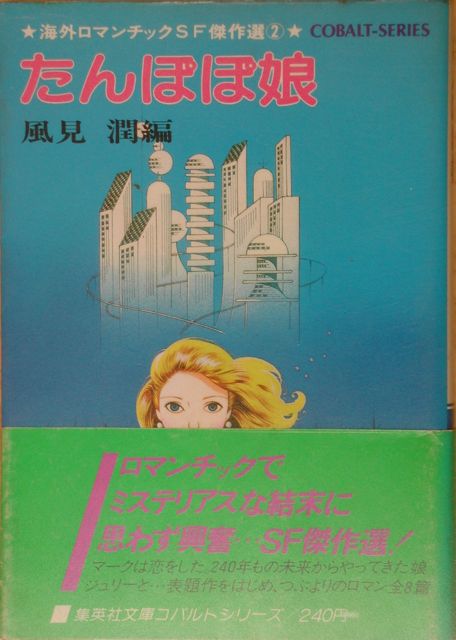 ★海外ロマンチックSF傑作選②★ COBALT-SERIES
たんぽぽ娘
風見 潤編
ロマンチックで
ミステリアスな結末に
思わず興奮…SF傑作選!
マークは恋をした。240年もの未来からやってきた娘
ジュリーと…表題作をはじめ、つぶよりのロマン全8篇
集英社文庫コバルトシリーズ/240円